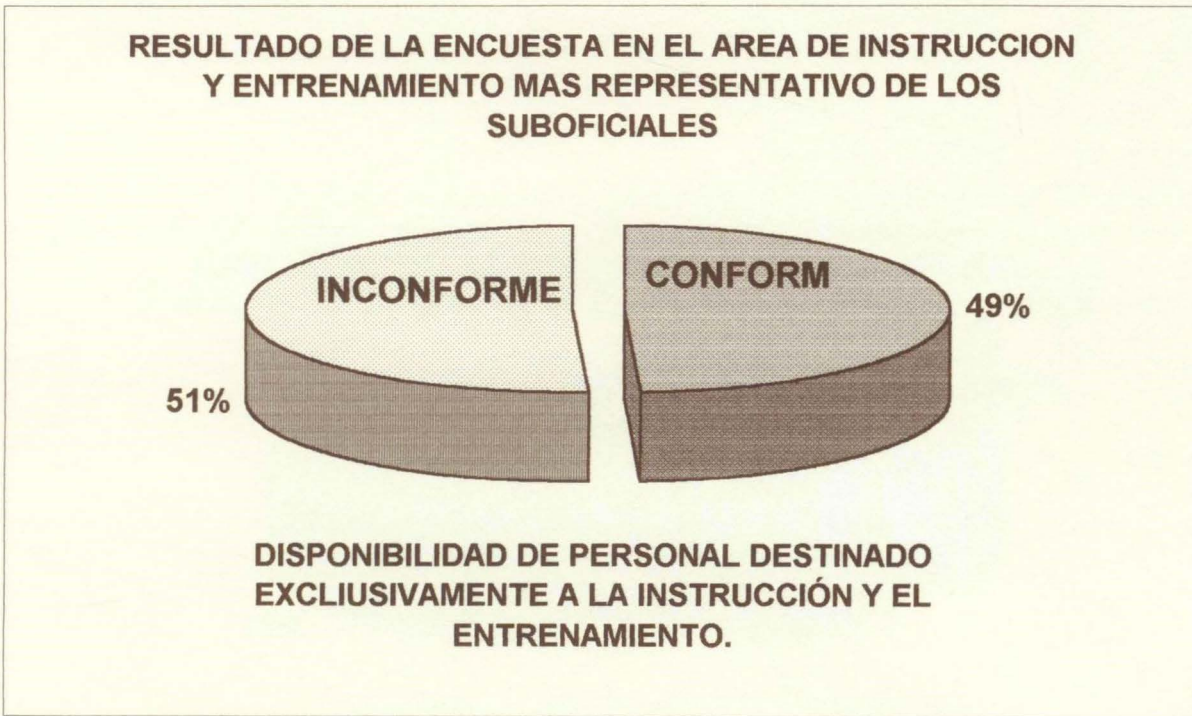 RESULTADO DE LA ENCUESTA EN EL AREA DE INSTRUCCION
Y ENTRENAMIENTO MAS REPRESENTATIVO DE LOS
SUBOFICIALES
INCONFORME
CONFORM
49%
51%
DISPONIBILIDAD DE PERSONAL DESTINADO
EXCLIUSIVAMENTE A LA INSTRUCCIÓN Y EL
ENTRENAMIENTO.